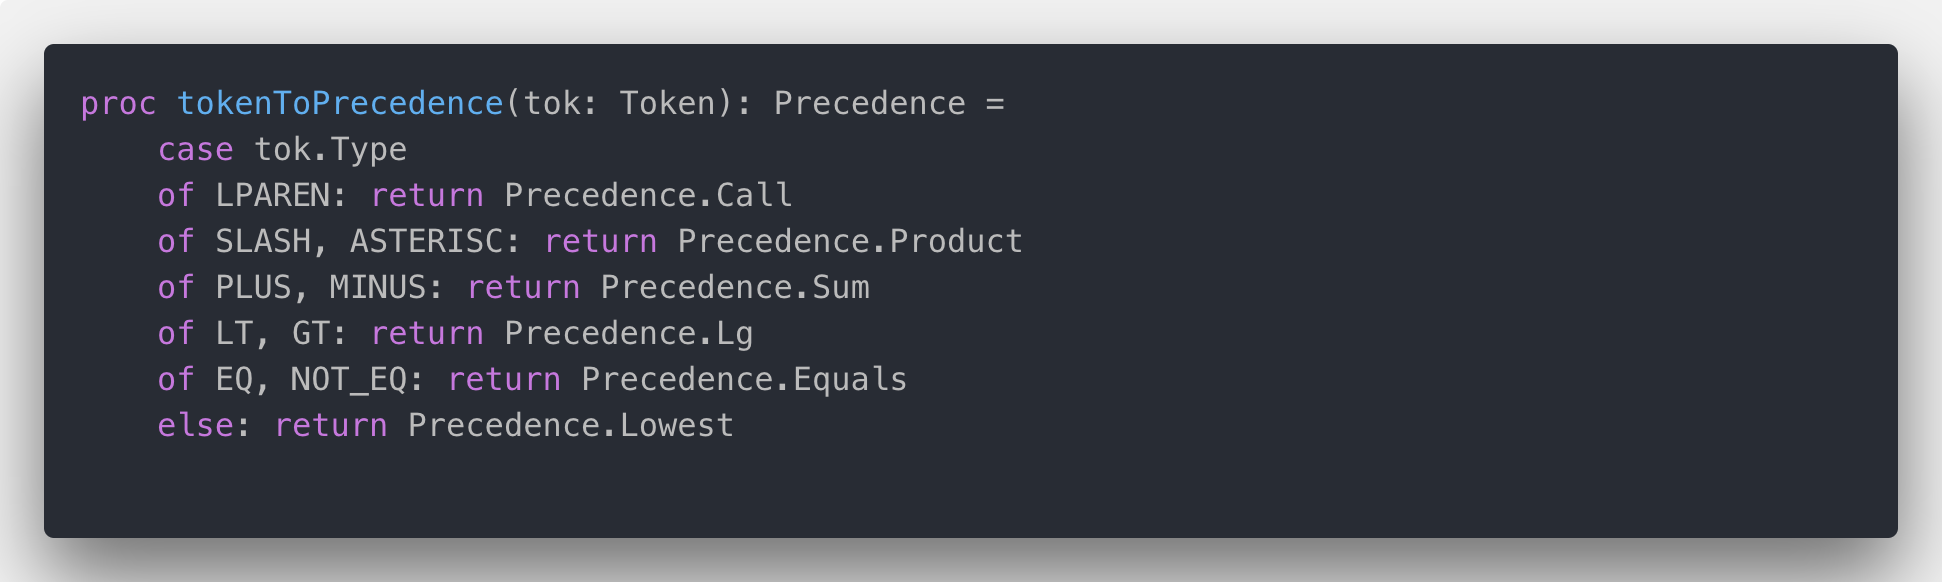 proc tokenToPrecedence(tok: Token): Precedence =
    case tok.Type
    of LPAREN: return Precedence.Call
    of SLASH, ASTERISC: return Precedence.Product
    of PLUS, MINUS: return Precedence.Sum
    of LT, GT: return Precedence.Lg
    of EQ, NOT_EQ: return Precedence.Equals
    else: return Precedence.Lowest